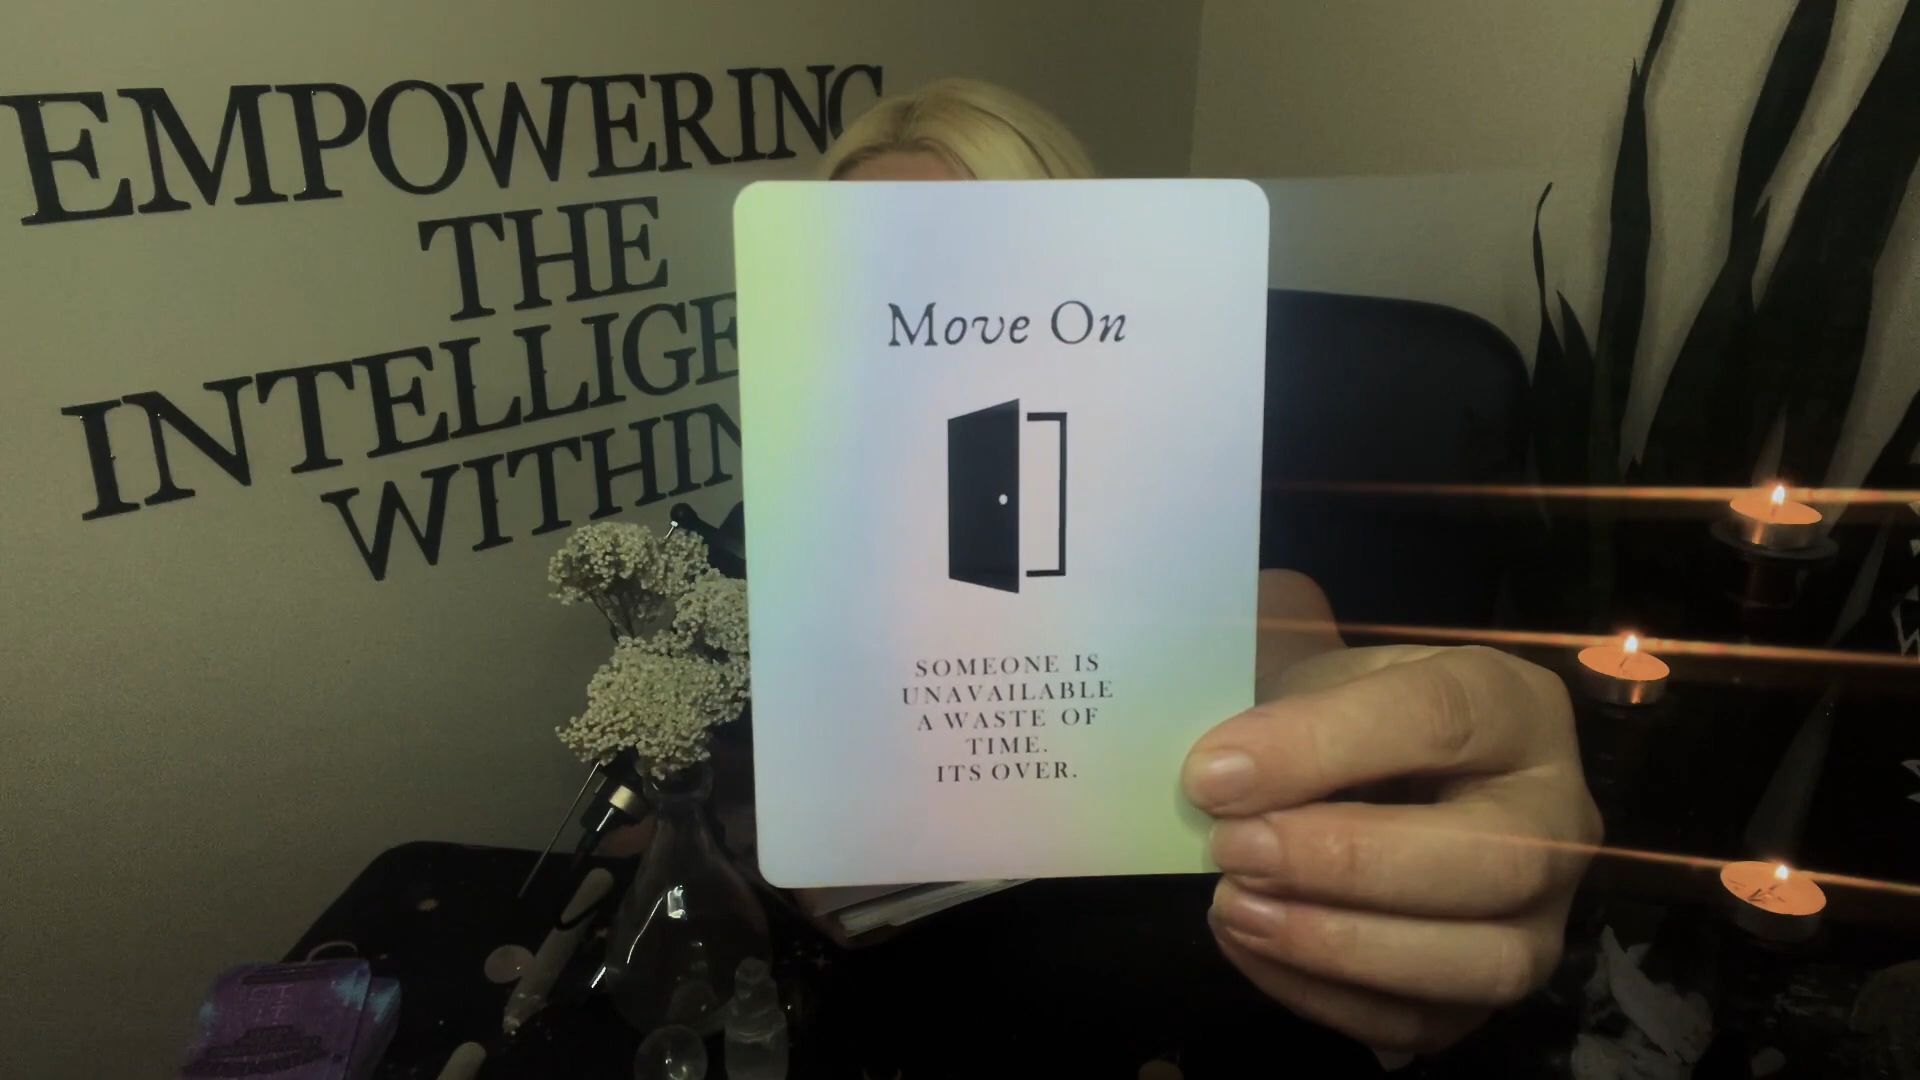 EMPOWERING
THE
INTELLIGE
WITHIN
Move On
SOMEONE IS
UNAVAILABLE
A WASTE OF
TIME.
ITS OVER.